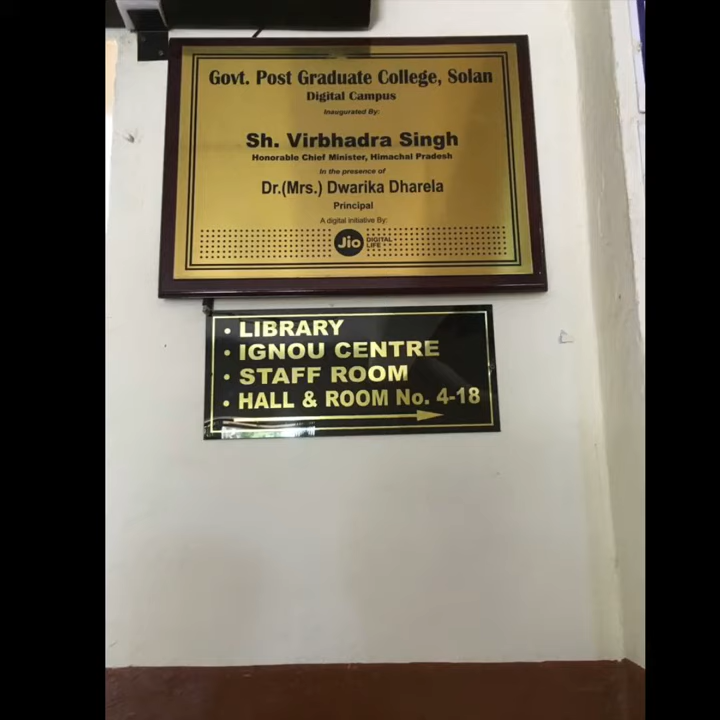 Govt. Post Graduate College, Solan
Digital Campus
Inaugurated By:
Sh. Virbhadra Singh
Honorable Chief Minister, Himachal Pradesh
In the presence of
Dr.(Mrs.) Dwarika Dharela
Principal
A digital Initiative By:
Jio DIGITAL LIFE
• LIBRARY
• IGNOU CENTRE
• STAFF ROOM
• HALL & ROOM No. 4-18